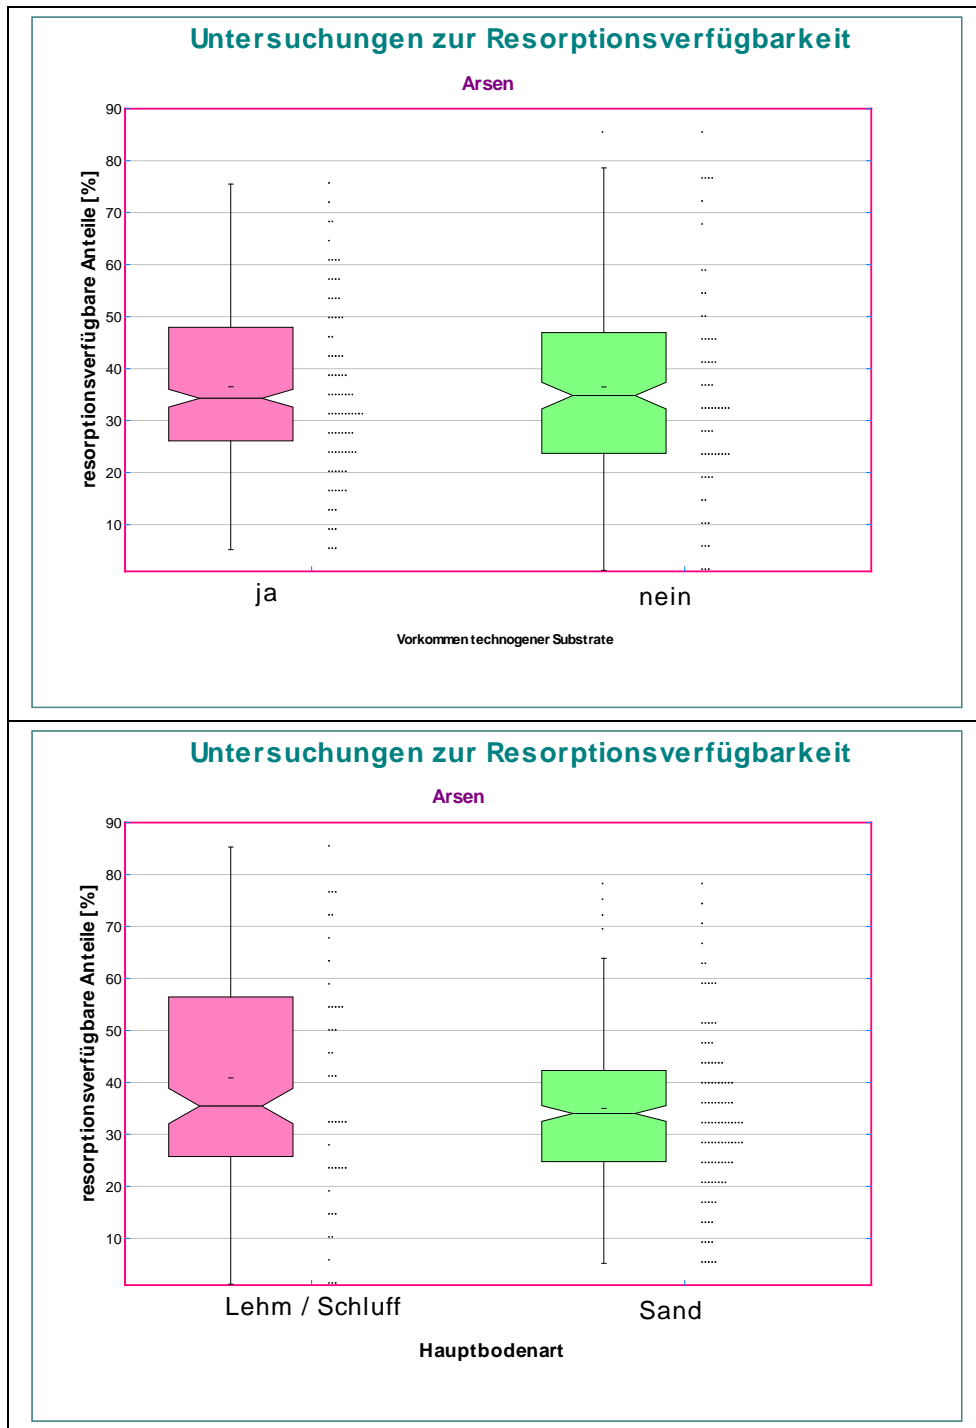 Untersuchungen zur Resorptionsverfügbarkeit
Arsen
resorptionsverfügbare Anteile [%]
90
80
70
60
50
40
30
20
10
ja nein
Vorkommen technogener Substrate
Untersuchungen zur Resorptionsverfügbarkeit
Arsen
resorptionsverfügbare Anteile [%]
90
80
70
60
50
40
30
20
10
Lehm / Schluff Sand
Hauptbodenart